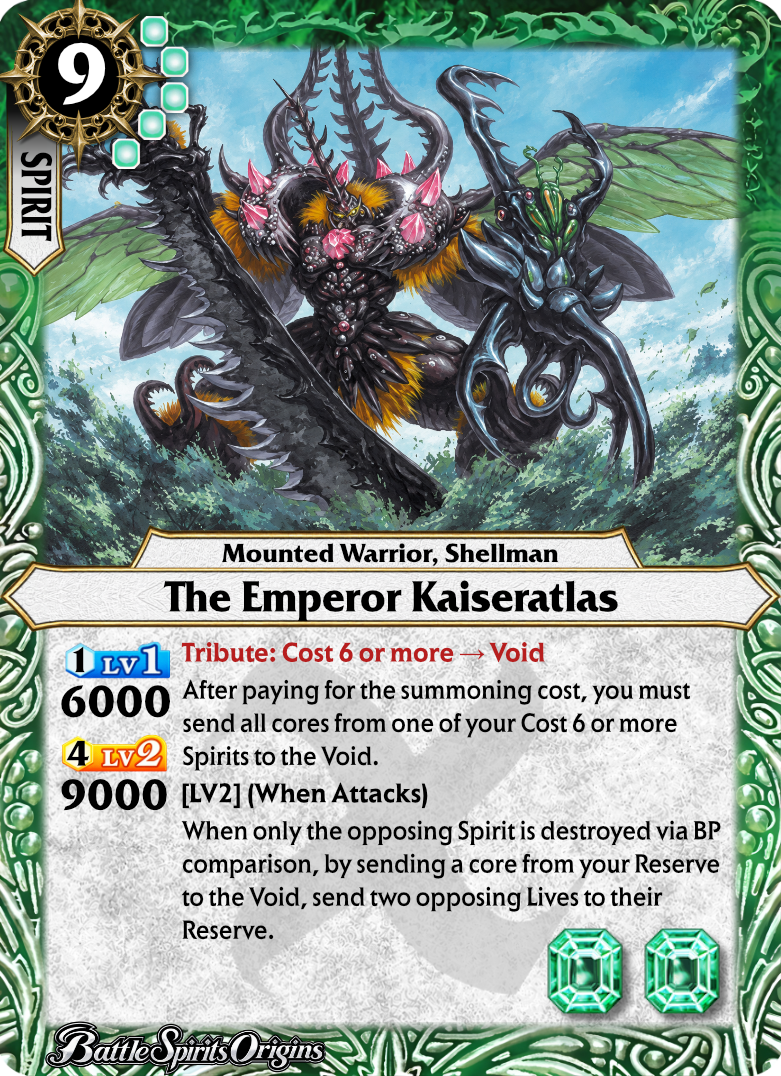 9
SPIRIT
Mounted Warrior, Shellman
The Emperor Kaiseratlas
1 LV1
6000
4 LV2
9000
Tribute: Cost 6 or more → Void
After paying for the summoning cost, you must
send all cores from one of your Cost 6 or more
Spirits to the Void.
[LV2] (When Attacks)
When only the opposing Spirit is destroyed via BP
comparison, by sending a core from your Reserve
to the Void, send two opposing Lives to their
Reserve.
Battle Spirits Origins